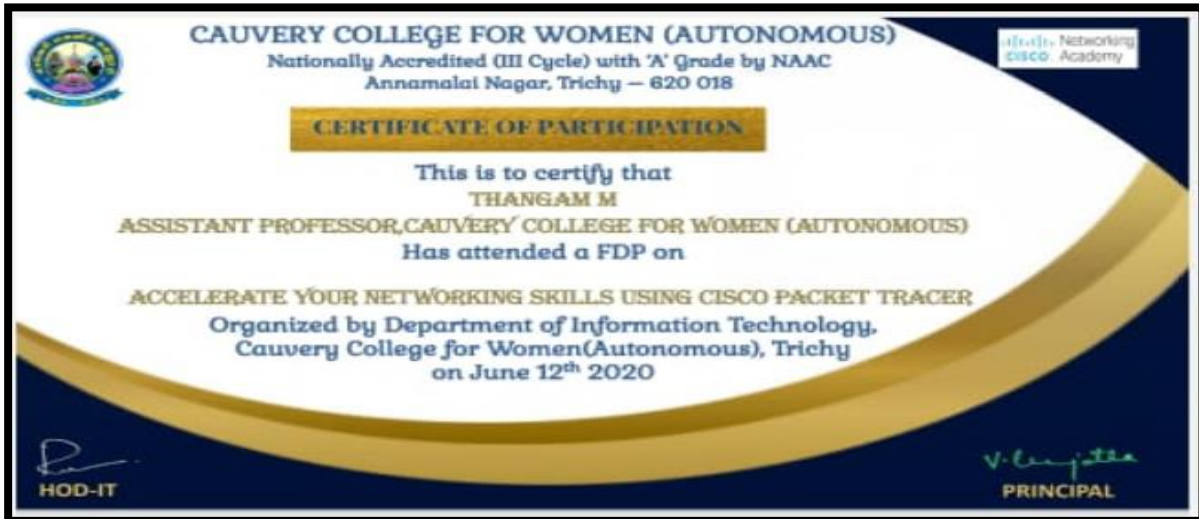 CAUVERY COLLEGE FOR WOMEN (AUTONOMOUS)
Nationally Accredited (III Cycle) with 'A' Grade by NAAC
Annamalai Nagar, Trichy — 620 018
Networking
CISCO. Academy
CERTIFICATE OF PARTICIPATION
This is to certify that
THANGAM M
ASSISTANT PROFESSOR,CAUVERY COLLEGE FOR WOMEN (AUTONOMOUS)
Has attended a FDP on
ACCELERATE YOUR NETWORKING SKILLS USING CISCO PACKET TRACER
Organized by Department of Information Technology,
Cauvery College for Women(Autonomous), Trichy
on June 12th 2020
HOD-IT
PRINCIPAL